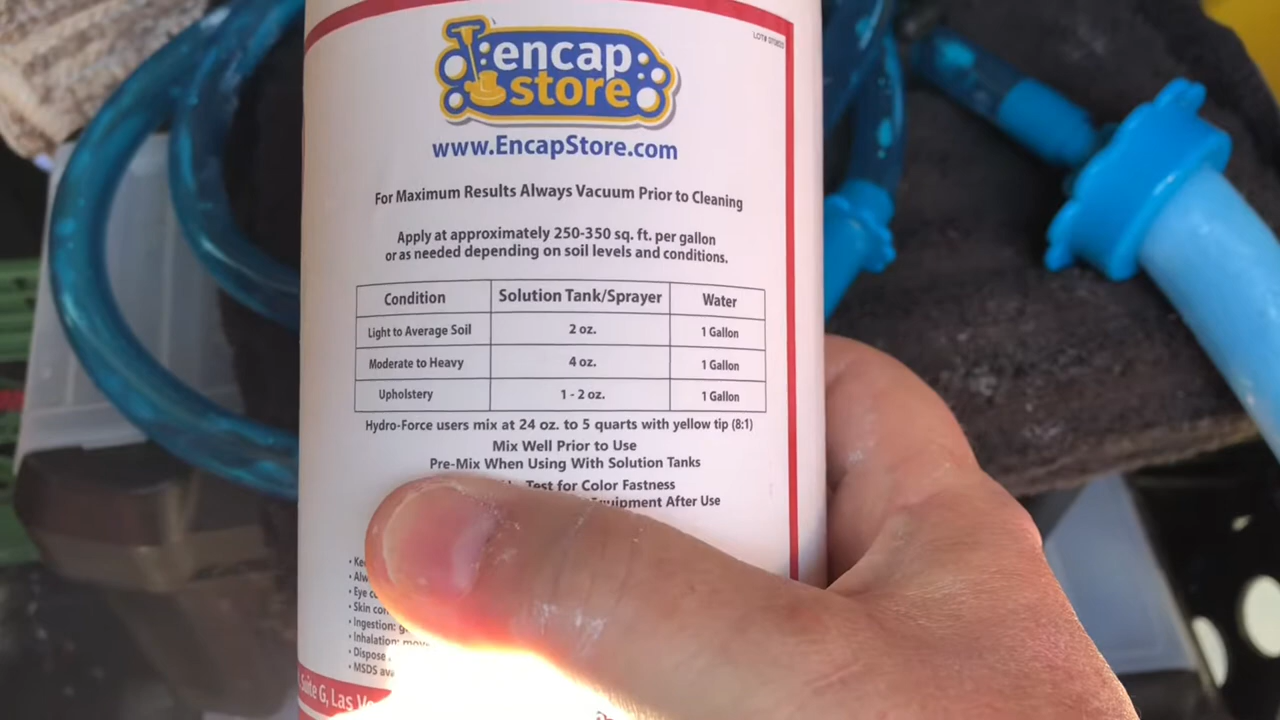 encap
store
www.EncapStore.com
For Maximum Results Always Vacuum Prior to Cleaning
Apply at approximately 250-350 sq. ft. per gallon
or as needed depending on soil levels and conditions.
Condition Solution Tank/Sprayer Water
Light to Average Soil 2 oz. 1 Gallon
Moderate to Heavy 4 oz. 1 Gallon
Upholstery 1 - 2 oz. 1 Gallon
Hydro-Force users mix at 24 oz. to 5 quarts with yellow tip (8:1)
Mix Well Prior to Use
Pre-Mix When Using With Solution Tanks
Test for Color Fastness
After Use
• Eye
• Skin
• Ingestion:
• Inhalation:
• Dispose
• MSDS
Suite G, Las